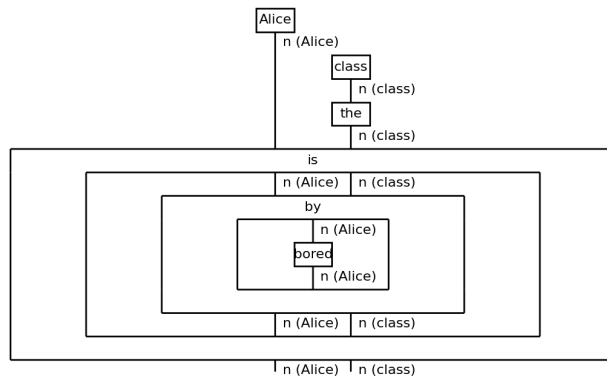 Alice
n (Alice)
class
n (class)
the
n (class)
is
n (Alice) n (class)
by
n (Alice)
bored
n (Alice)
n (Alice) n (class)
n (Alice) n (class)